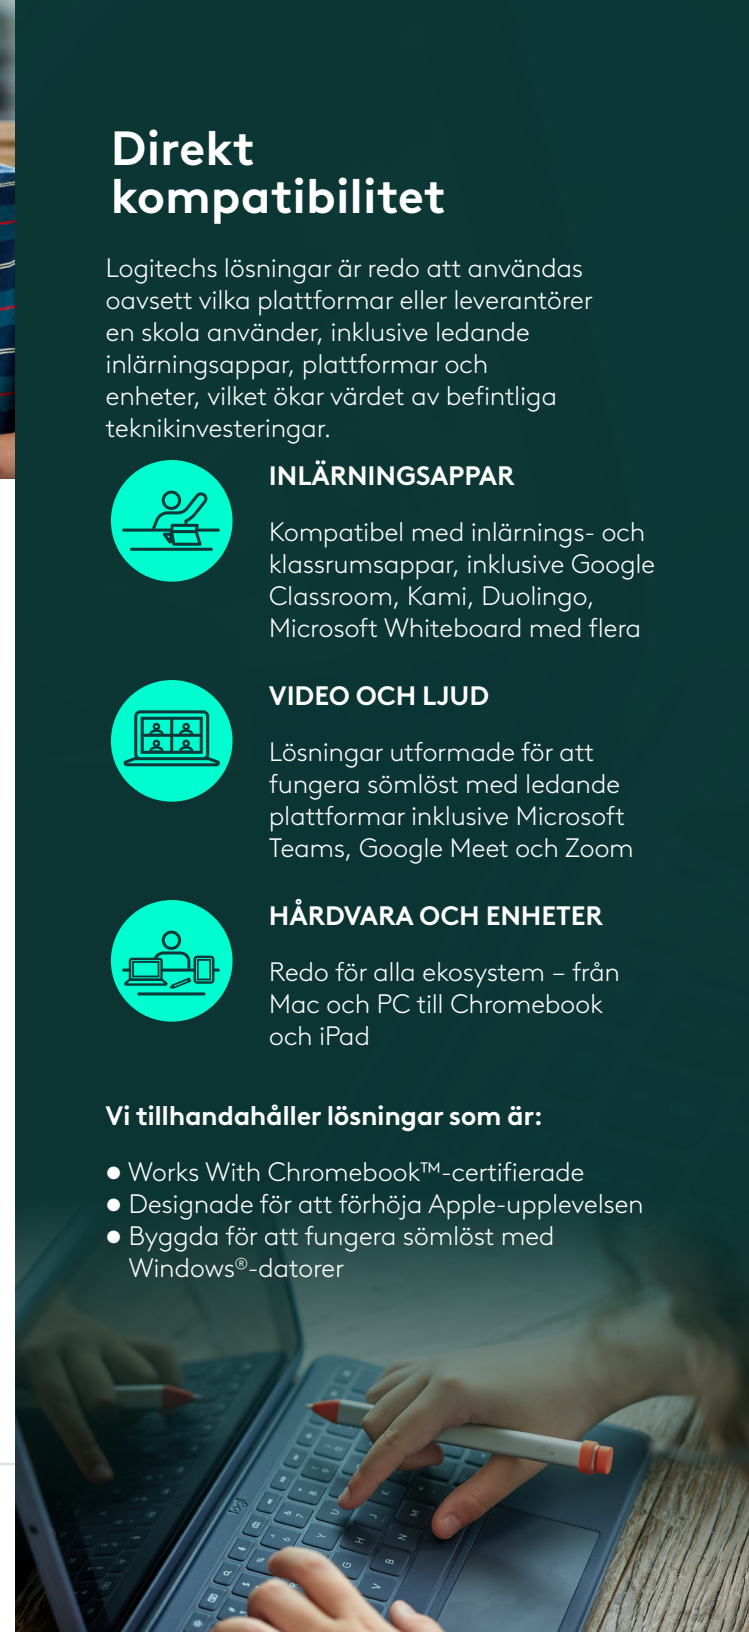 Direkt
kompatibilitet
Logitechs lösningar är redo att användas
oavsett vilka plattformar eller leverantörer
en skola använder, inklusive ledande
inlärningsappar, plattformar och
enheter, vilket ökar värdet av befintliga
teknikinvesteringar.
INLÄRNINGSAPPAR
Kompatibel med inlärnings- och
klassrumsappar, inklusive Google
Classroom, Kami, Duolingo,
Microsoft Whiteboard med flera
VIDEO OCH LJUD
Lösningar utformade för att
fungera sömlöst med ledande
plattformar inklusive Microsoft
Teams, Google Meet och Zoom
HÅRDVARA OCH ENHETER
Redo för alla ekosystem – från
Mac och PC till Chromebook
och iPad
Vi tillhandahåller lösningar som är:
● Works With Chromebook™-certifierade
● Designade för att förhöja Apple-upplevelsen
● Byggda för att fungera sömlöst med
Windows®-datorer